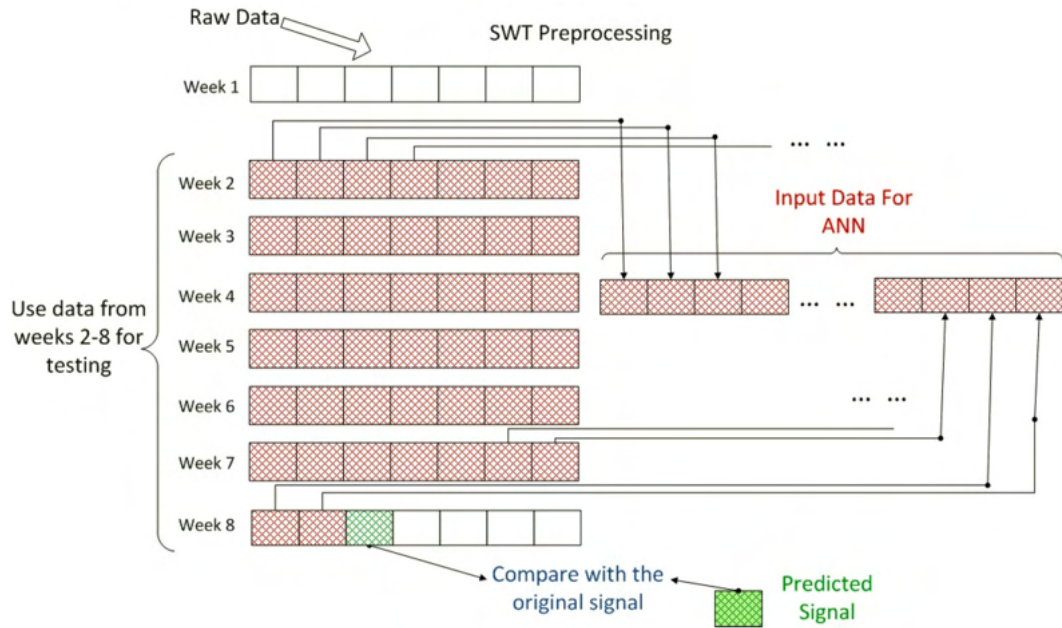 Raw Data
SWT Preprocessing
Week 1
... ...
Week 2
Input Data For
ANN
Week 3
Week 4
... ...
Use data from
weeks 2-8 for
testing
Week 5
Week 6
... ...
Week 7
Week 8
Compare with the
original signal
Predicted
Signal